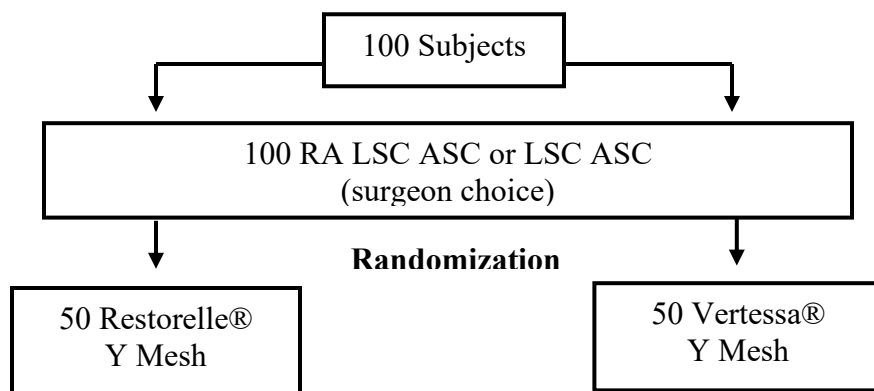 100 Subjects
100 RA LSC ASC or LSC ASC
(surgeon choice)
Randomization
50 Restorelle®
Y Mesh
50 Vertessa®
Y Mesh